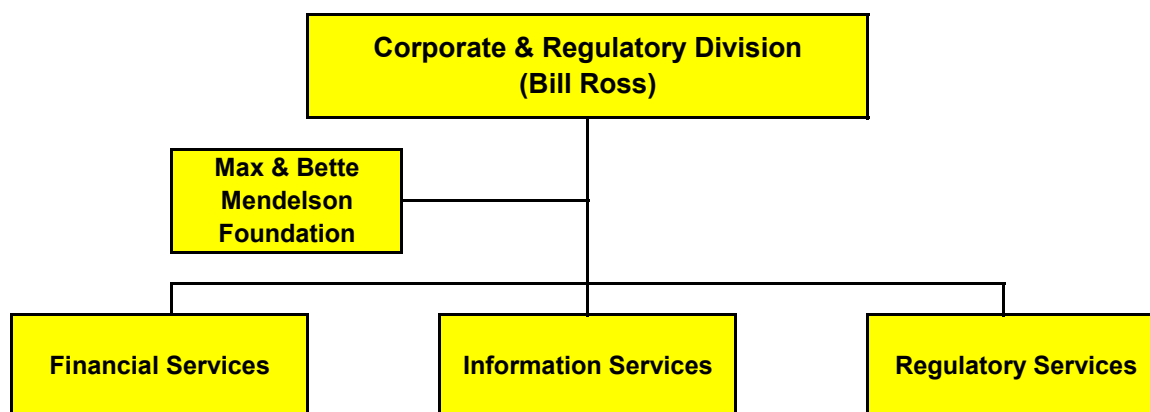 Corporate & Regulatory Division
(Bill Ross)
Max & Bette
Mendelson
Foundation
Financial Services
Information Services
Regulatory Services